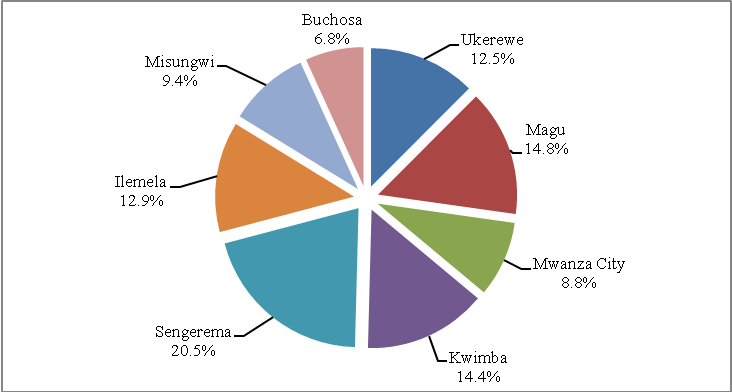 Buchosa
6.8%
Ukerewe
12.5%
Misungwi
9.4%
Magu
14.8%
Ilemela
12.9%
Mwanza City
8.8%
Sengerema
20.5%
Kwimba
14.4%